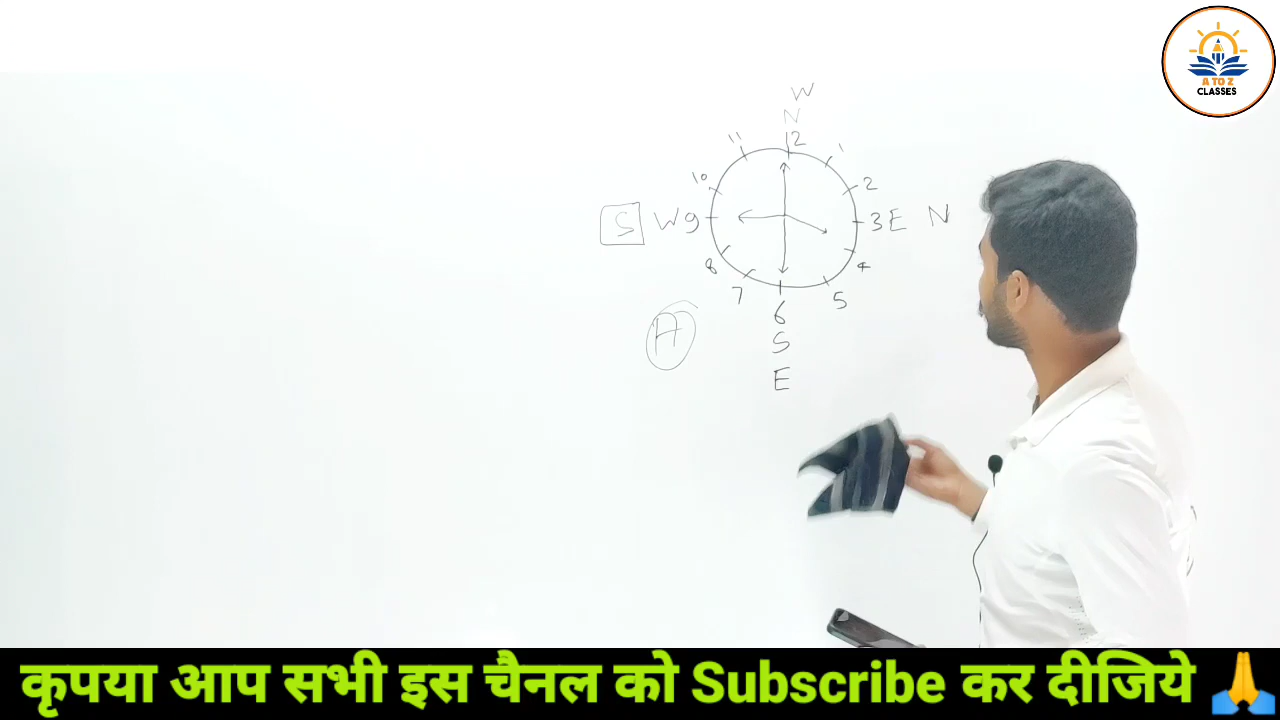 A TO Z
CLASSES
W
N
12
11
1
10
2
S W 9
3 E N
8
4
7
5
6
A
S
E
कृपया आप सभी इस चैनल को Subscribe कर दीजिये 🙏